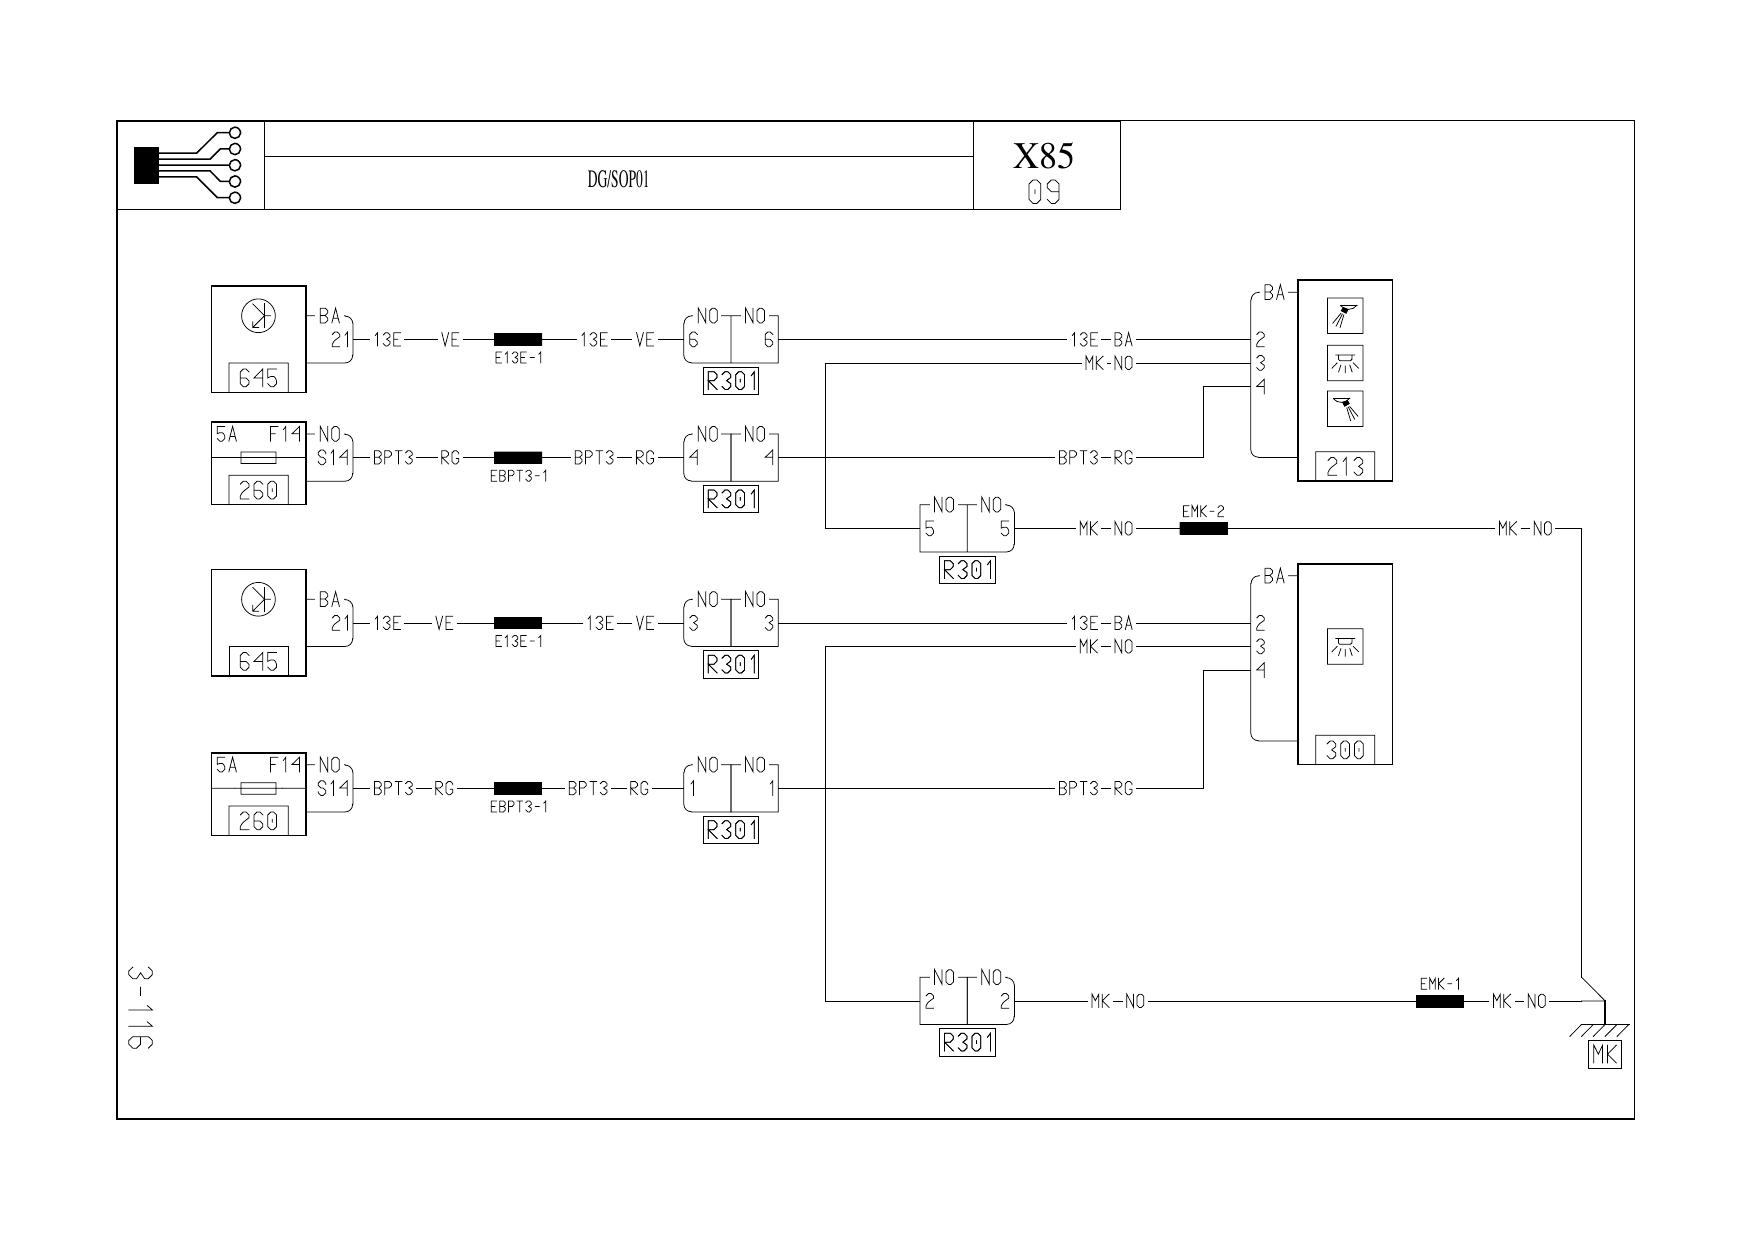 X85
DG/SOP01
09
BA
21 13E VE E13E-1 13E VE
NO NO
6 6
R301
13E-BA
BA
2
MK-NO 3
4
645
213
5A F14 NO
S14 BPT3 RG EBPT3-1 BPT3 RG
NO NO
4 4
R301
BPT3-RG
260
NO NO
5 5
R301
MK-NO EMK-2 MK-NO
BA
21 13E VE E13E-1 13E VE
NO NO
3 3
R301
13E-BA
BA
2
MK-NO 3
4
645
300
5A F14 NO
S14 BPT3 RG EBPT3-1 BPT3 RG
NO NO
1 1
R301
BPT3-RG
260
NO NO
2 2
R301
MK-NO EMK-1 MK-NO
MK
3-116